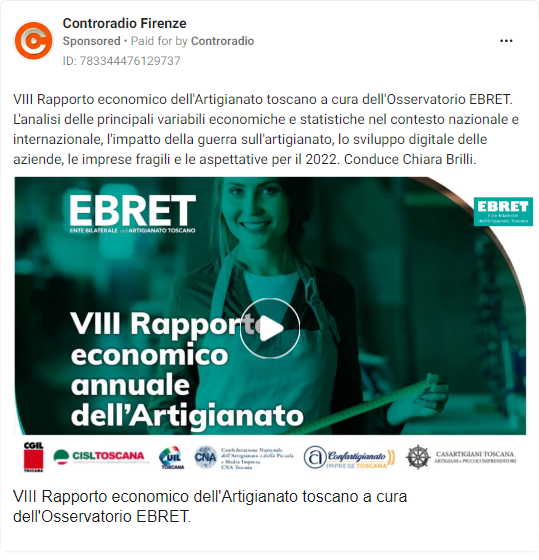 Controradio Firenze
Sponsored • Paid for by Controradio
ID: 783344476129737
VIII Rapporto economico dell'Artigianato toscano a cura dell'Osservatorio EBRET.
L'analisi delle principali variabili economiche e statistiche nel contesto nazionale e
internazionale, l'impatto della guerra sull'artigianato, lo sviluppo digitale delle
aziende, le imprese fragili e le aspettative per il 2022. Conduce Chiara Brilli.
EBRET
ENTE BILATERALE dell'ARTIGIANATO TOSCANO
EBRET
Ente Bilaterale
dell'Artigianato Toscano
VIII Rapporto
economico
annuale
dell'Artigianato
CGIL
TOSCANA
CISLTOSCANA
UIL
TOSCANA
CNA
Confederazione Nazionale
dell'Artigianato e della Piccola
e Media Impresa
CNA Toscana
Confartigianato
IMPRESE TOSCANA
CASARTIGIANI TOSCANA
ARTIGIANI E PICCOLI IMPRENDITORI
VIII Rapporto economico dell'Artigianato toscano a cura
dell'Osservatorio EBRET.